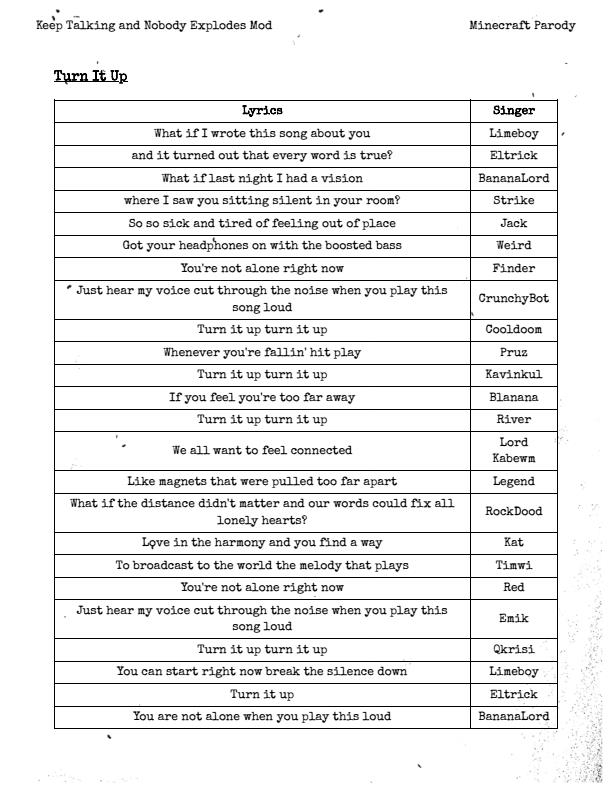 Keep Talking and Nobody Explodes Mod Minecraft Parody
Turn It Up
Lyrics Singer
What if I wrote this song about you Limeboy
and it turned out that every word is true? Eltrick
What if last night I had a vision BananaLord
where I saw you sitting silent in your room? Strike
So so sick and tired of feeling out of place Jack
Got your headphones on with the boosted bass Weird
You're not alone right now Finder
Just hear my voice cut through the noise when you play this
song loud
CrunchyBot
Turn it up turn it up Cooldoom
Whenever you're fallin' hit play Pruz
Turn it up turn it up Kavinkul
If you feel you're too far away Blanana
Turn it up turn it up River
We all want to feel connected
Lord
Kabewm
Like magnets that were pulled too far apart Legend
What if the distance didn't matter and our words could fix all
lonely hearts?
RockDood
Love in the harmony and you find a way Kat
To broadcast to the world the melody that plays Timwi
You're not alone right now Red
Just hear my voice cut through the noise when you play this
song loud
Emik
Turn it up turn it up Qkrisi
You can start right now break the silence down Limeboy
Turn it up Eltrick
You are not alone when you play this loud BananaLord